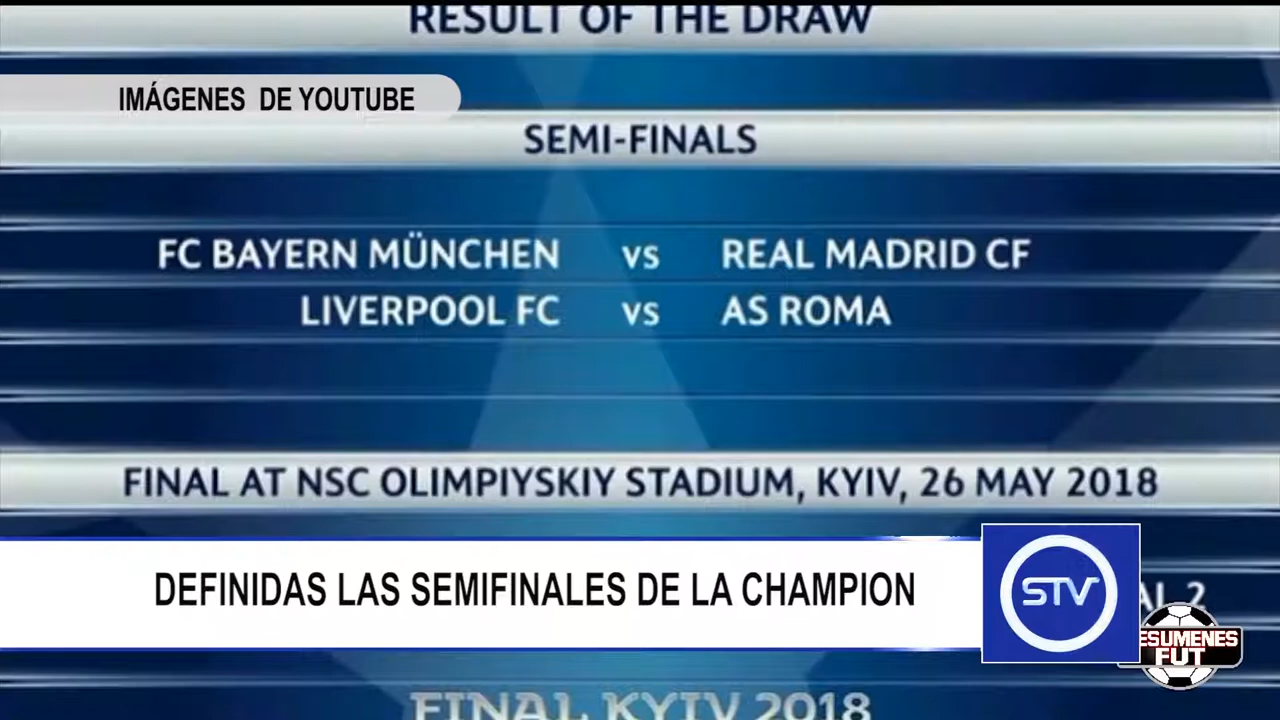 RESULT OF THE DRAW
IMÁGENES DE YOUTUBE
SEMI-FINALS
FC BAYERN MÜNCHEN vs REAL MADRID CF
LIVERPOOL FC vs AS ROMA
FINAL AT NSC OLIMPIYSKIY STADIUM, KYIV, 26 MAY 2018
DEFINIDAS LAS SEMIFINALES DE LA CHAMPION
STV
2
ESUMENES
FUT
FINAL KYIV 2018